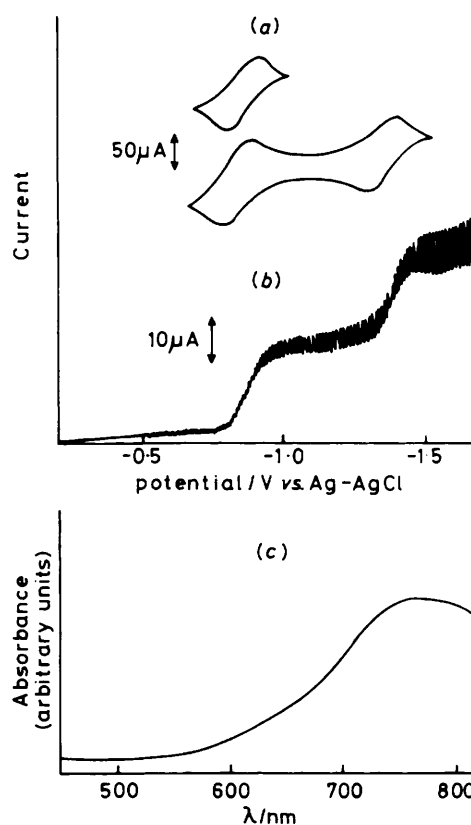 (a)
50μA
Current
(b)
10μA
-0·5
-1·0
-1·5
potential/V vs. Ag-AgCl
(c)
Absorbance
(arbitrary units)
500
600
700
800
λ/nm